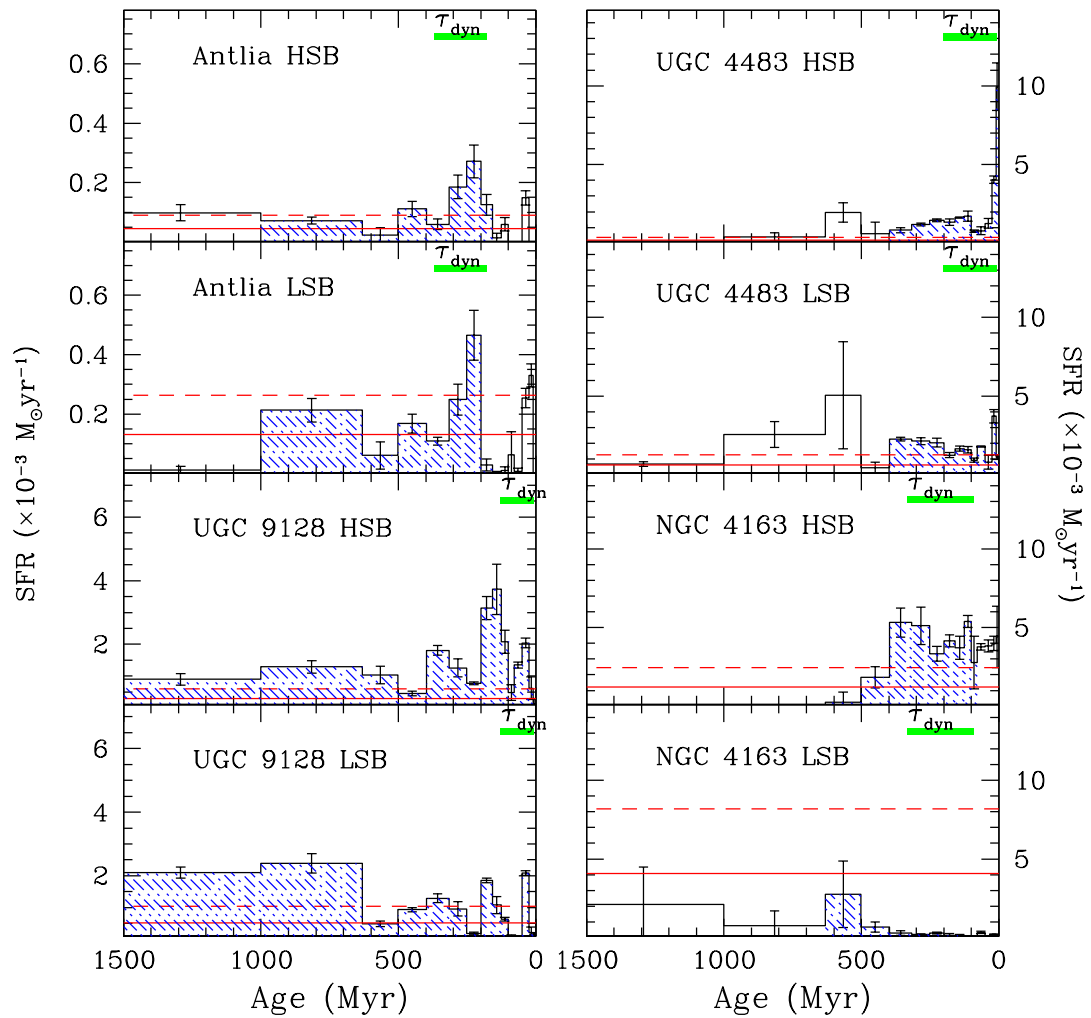 τdyn
Antlia HSB
0.6
0.4
0.2
τdyn
Antlia LSB
0.6
0.4
0.2
τdyn
UGC 9128 HSB
6
4
2
τdyn
UGC 9128 LSB
6
4
2
SFR (×10⁻³ M⊙yr⁻¹)
1500 1000 500 0
Age (Myr)
τdyn
UGC 4483 HSB
10
5
τdyn
UGC 4483 LSB
10
5
τdyn
NGC 4163 HSB
10
5
τdyn
NGC 4163 LSB
10
5
SFR (×10⁻³ M⊙yr⁻¹)
1500 1000 500 0
Age (Myr)